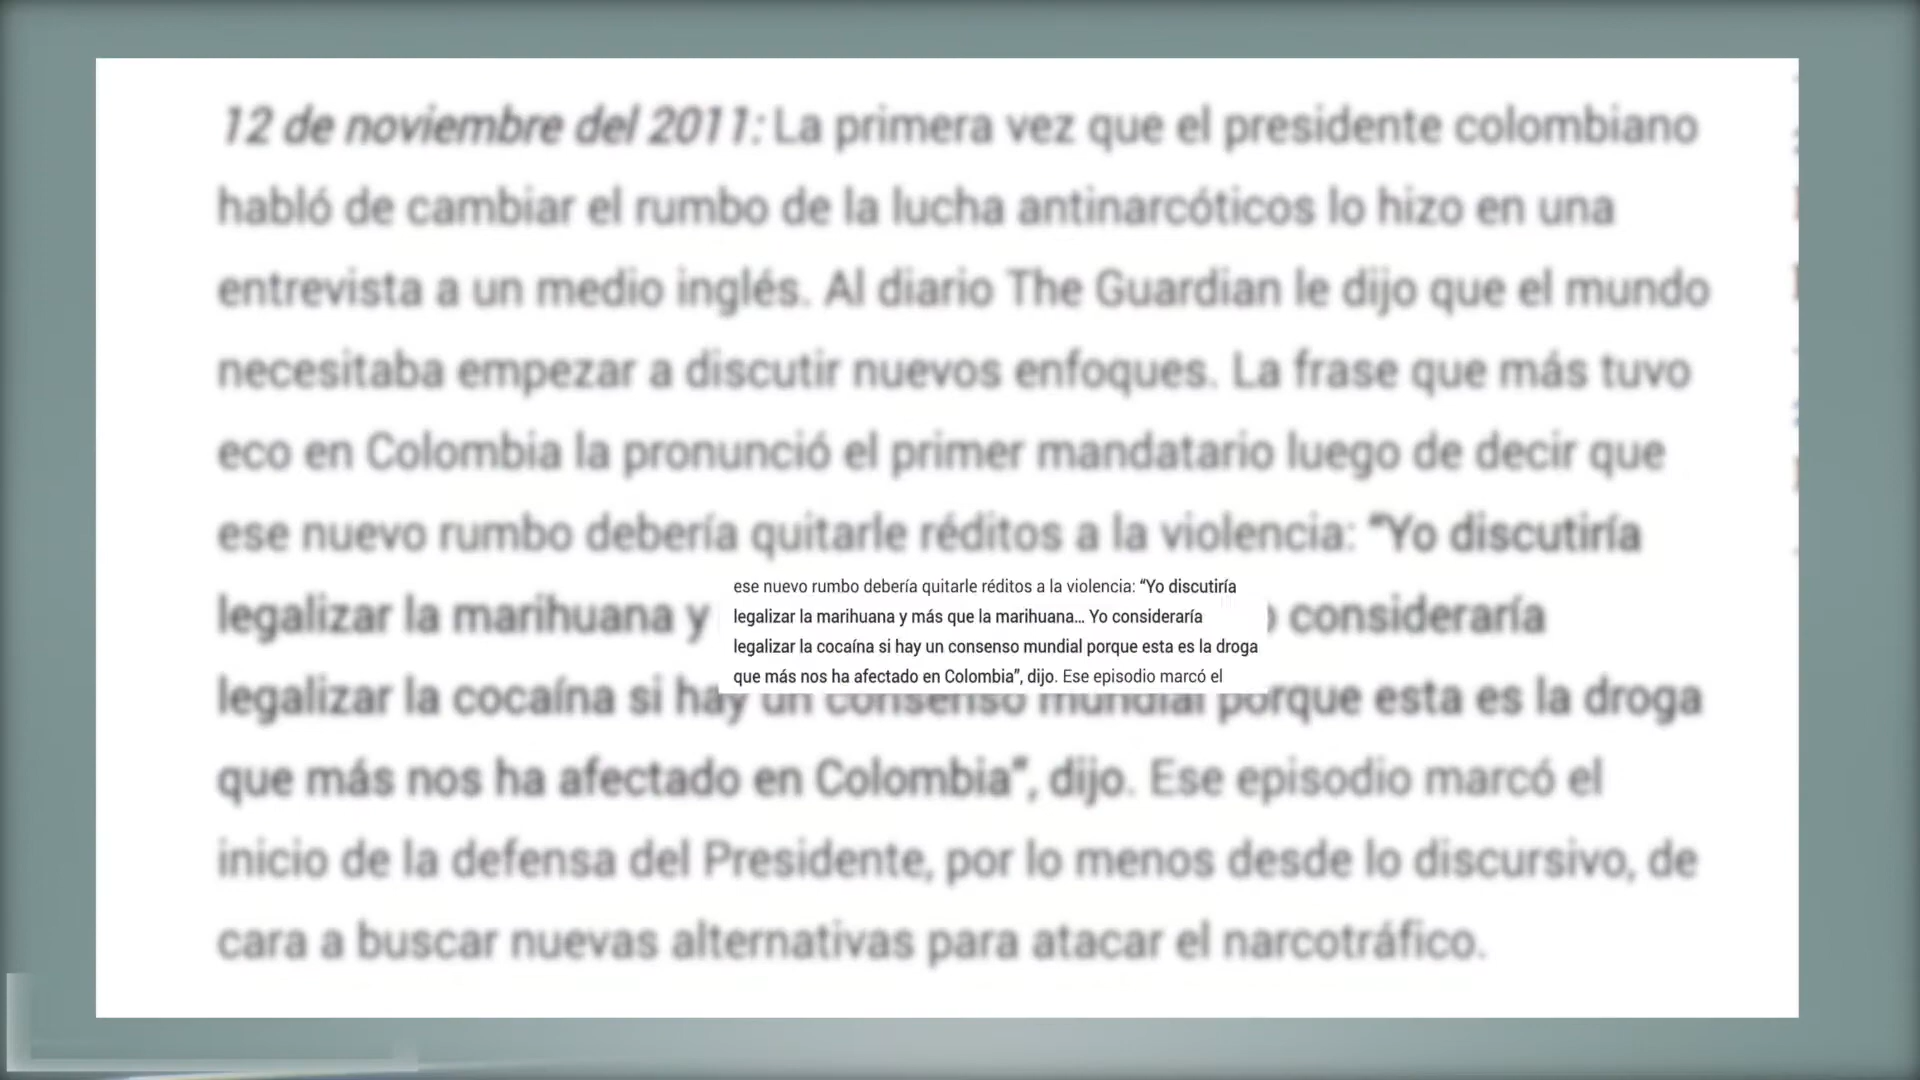 12 de noviembre del 2011: La primera vez que el presidente colombiano
habló de cambiar el rumbo de la lucha antinarcóticos lo hizo en una
entrevista a un medio inglés. Al diario The Guardian le dijo que el mundo
necesitaba empezar a discutir nuevos enfoques. La frase que más tuvo
eco en Colombia la pronunció el primer mandatario luego de decir que
ese nuevo rumbo debería quitarle réditos a la violencia: “Yo discutiría
legalizar la marihuana y consideraría
legalizar la cocaína si hay un consenso mundial porque esta es la droga
que más nos ha afectado en Colombia”, dijo. Ese episodio marcó el
inicio de la defensa del Presidente, por lo menos desde lo discursivo, de
cara a buscar nuevas alternativas para atacar el narcotráfico.
ese nuevo rumbo debería quitarle réditos a la violencia: “Yo discutiría
legalizar la marihuana y más que la marihuana... Yo consideraría
legalizar la cocaína si hay un consenso mundial porque esta es la droga
que más nos ha afectado en Colombia”, dijo. Ese episodio marcó el